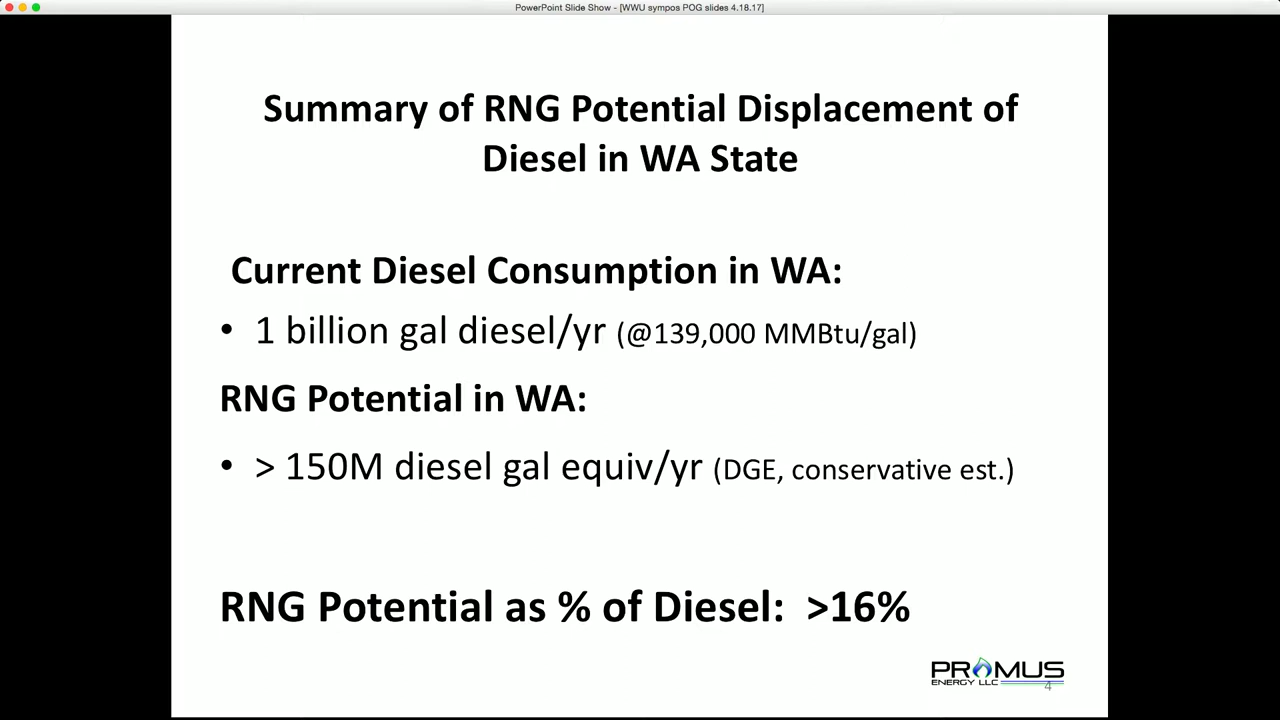 PowerPoint Slide Show - [WWU sympos POG slides 4.18.17]
Summary of RNG Potential Displacement of
Diesel in WA State
Current Diesel Consumption in WA:
• 1 billion gal diesel/yr (@139,000 MMBtu/gal)
RNG Potential in WA:
• > 150M diesel gal equiv/yr (DGE, conservative est.)
RNG Potential as % of Diesel: >16%
PROMUS
ENERGY LLC
4